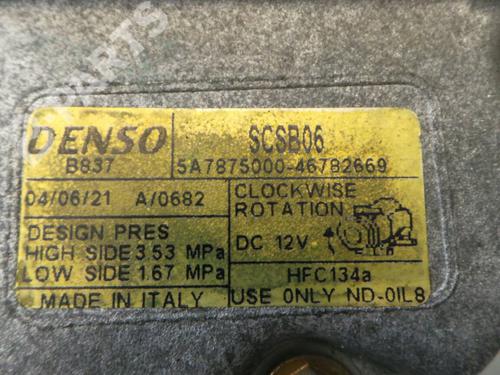 DENSO SCSB06
B837 5A7875000-46782669
04/06/21 A/0682
CLOCKWISE
ROTATION
DESIGN PRES
HIGH SIDE 3.53 MPa
LOW SIDE 1.67 MPa
DC 12V
HFC134a
MADE IN ITALY
USE ONLY ND-OIL8